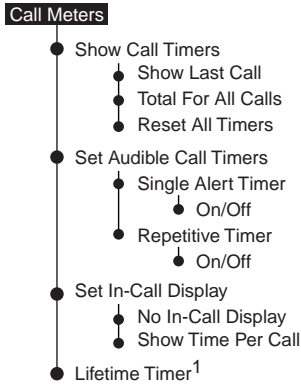 Call Meters
Show Call Timers
Show Last Call
Total For All Calls
Reset All Timers
Set Audible Call Timers
Single Alert Timer
On/Off
Repetitive Timer
On/Off
Set In-Call Display
No In-Call Display
Show Time Per Call
Lifetime Timer1